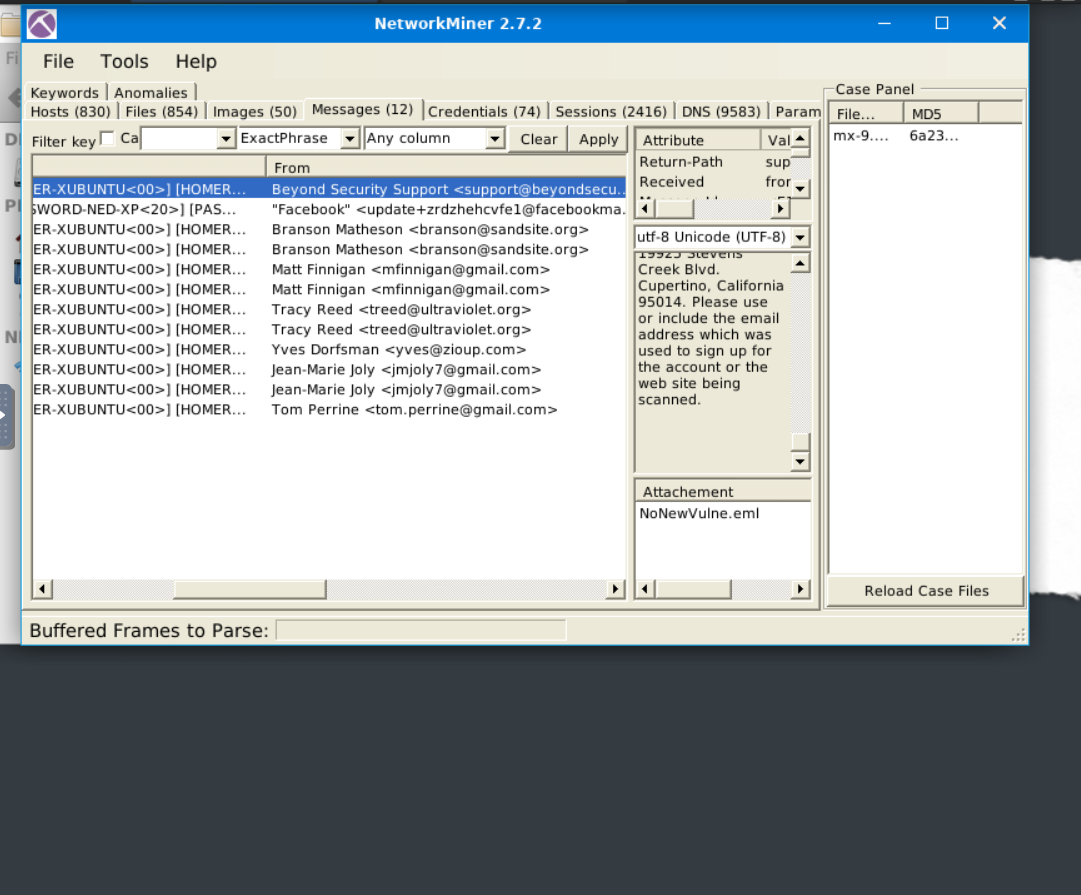 NetworkMiner 2.7.2
File Tools Help
Keywords Anomalies
Hosts (830) Files (854) Images (50) Messages (12) Credentials (74) Sessions (2416) DNS (9583) Param
Filter key Ca ExactPhrase Any column Clear Apply
From
ER-XUBUNTU<00>] [HOMER... Beyond Security Support <support@beyondsecu..
SWORD-NED-XP<20>] [PAS... "Facebook" <update+zrdzhehcvfe1@facebookma.
ER-XUBUNTU<00>] [HOMER... Branson Matheson <branson@sandsite.org>
ER-XUBUNTU<00>] [HOMER... Branson Matheson <branson@sandsite.org>
ER-XUBUNTU<00>] [HOMER... Matt Finnigan <mfinnigan@gmail.com>
ER-XUBUNTU<00>] [HOMER... Matt Finnigan <mfinnigan@gmail.com>
ER-XUBUNTU<00>] [HOMER... Tracy Reed <treed@ultraviolet.org>
ER-XUBUNTU<00>] [HOMER... Tracy Reed <treed@ultraviolet.org>
ER-XUBUNTU<00>] [HOMER... Yves Dorfsman <yves@zioup.com>
ER-XUBUNTU<00>] [HOMER... Jean-Marie Joly <jmjoly7@gmail.com>
ER-XUBUNTU<00>] [HOMER... Jean-Marie Joly <jmjoly7@gmail.com>
ER-XUBUNTU<00>] [HOMER... Tom Perrine <tom.perrine@gmail.com>
Attribute Val
Return-Path sup
Received fror
utf-8 Unicode (UTF-8)
19925 Stevens
Creek Blvd.
Cupertino, California
95014. Please use
or include the email
address which was
used to sign up for
the account or the
web site being
scanned.
Attachement
NoNewVulne.eml
Case Panel
File... MD5
mx-9.... 6a23...
Reload Case Files
Buffered Frames to Parse: